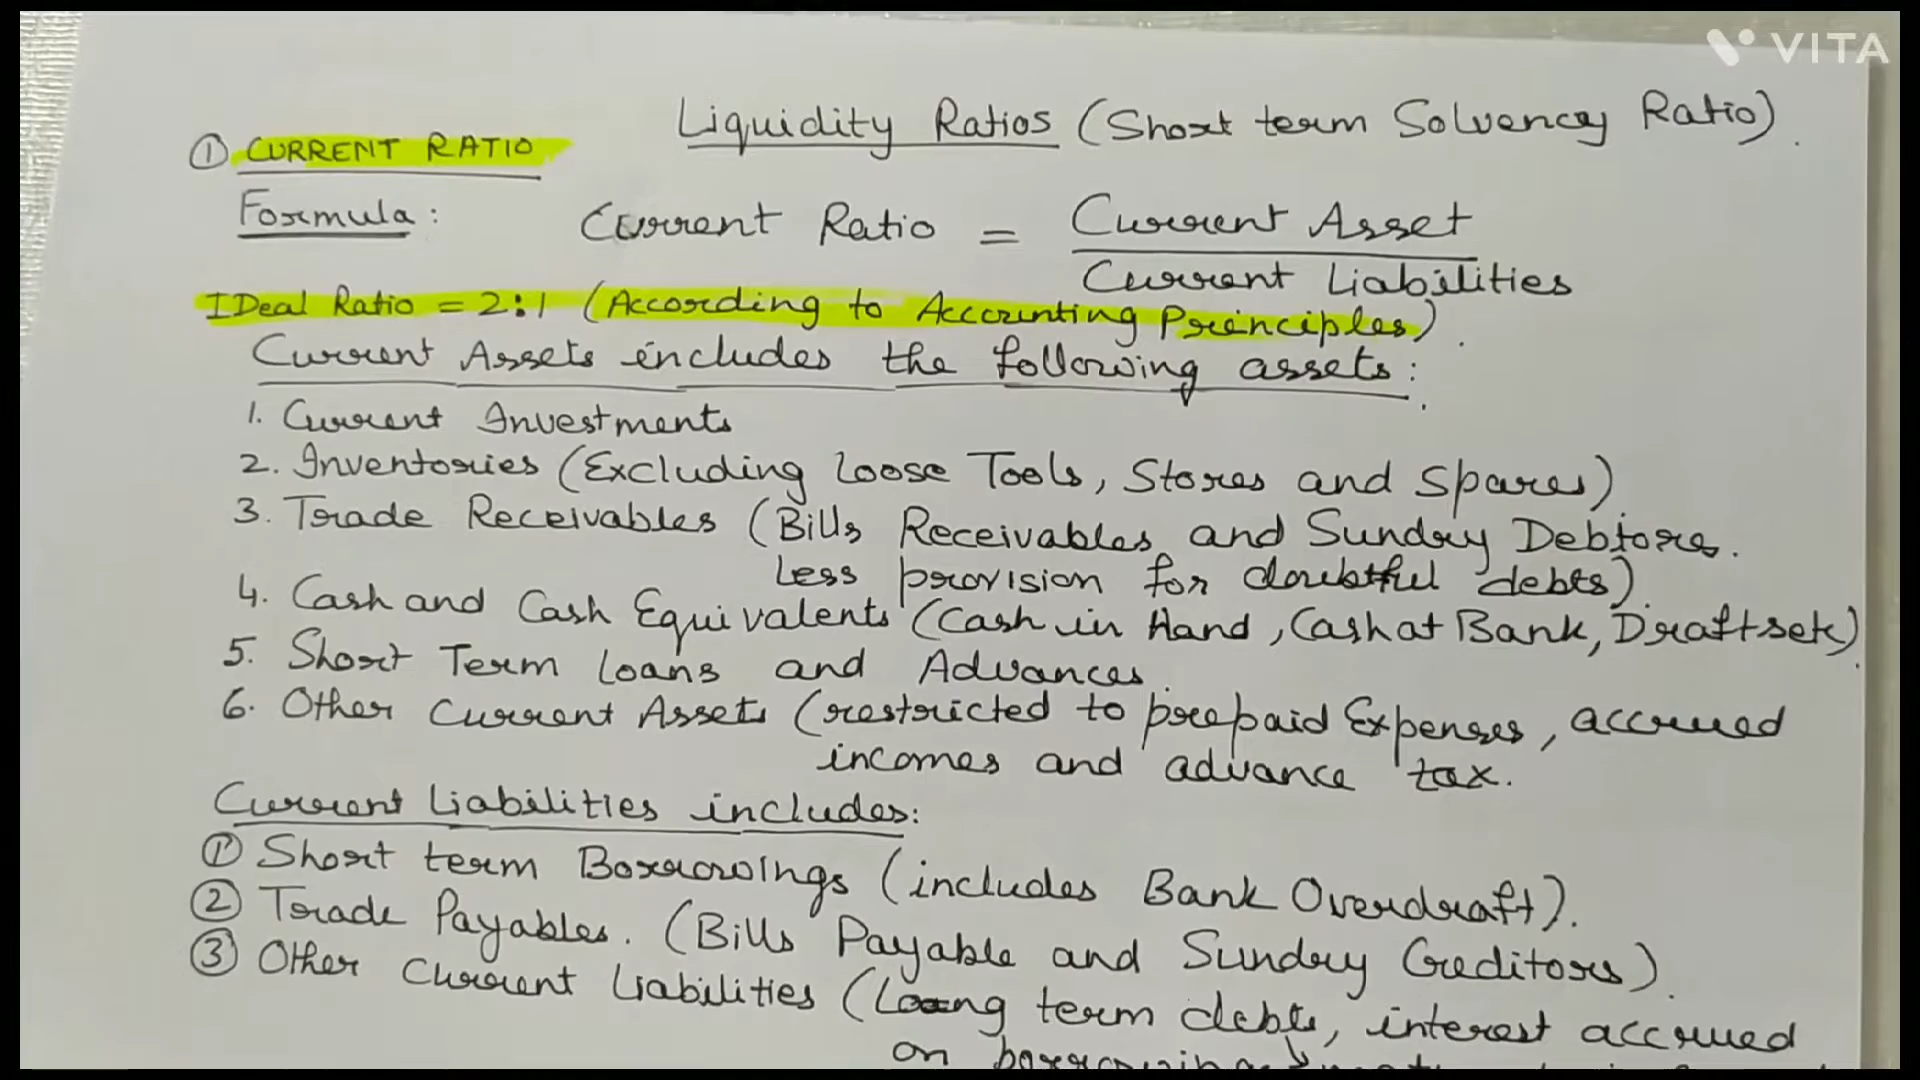 VITA
Liquidity Ratios (Short term Solvency Ratio).
① CURRENT RATIO
Formula: Current Ratio = Current Asset
Current Liabilities
IDeal Ratio = 2:1 (According to Accounting Principles).
Current Assets includes the following assets:
1. Current Investments
2. Inventories (Excluding Loose Tools, Stores and Spares)
3. Trade Receivables (Bills Receivables and Sundry Debtors.
Less provision for doubtful debts).
4. Cash and Cash Equivalents (Cash in Hand, Cash at Bank, Drafts etc).
5. Short Term Loans and Advances.
6. Other Current Assets (restricted to prepaid Expenses, accrued
incomes and advance tax.
Current Liabilities includes:
① Short term Borrowings (includes Bank Overdraft).
② Trade Payables. (Bills Payable and Sundry Creditors).
③ Other Current Liabilities (Long term debts, interest accrued
on borrowings